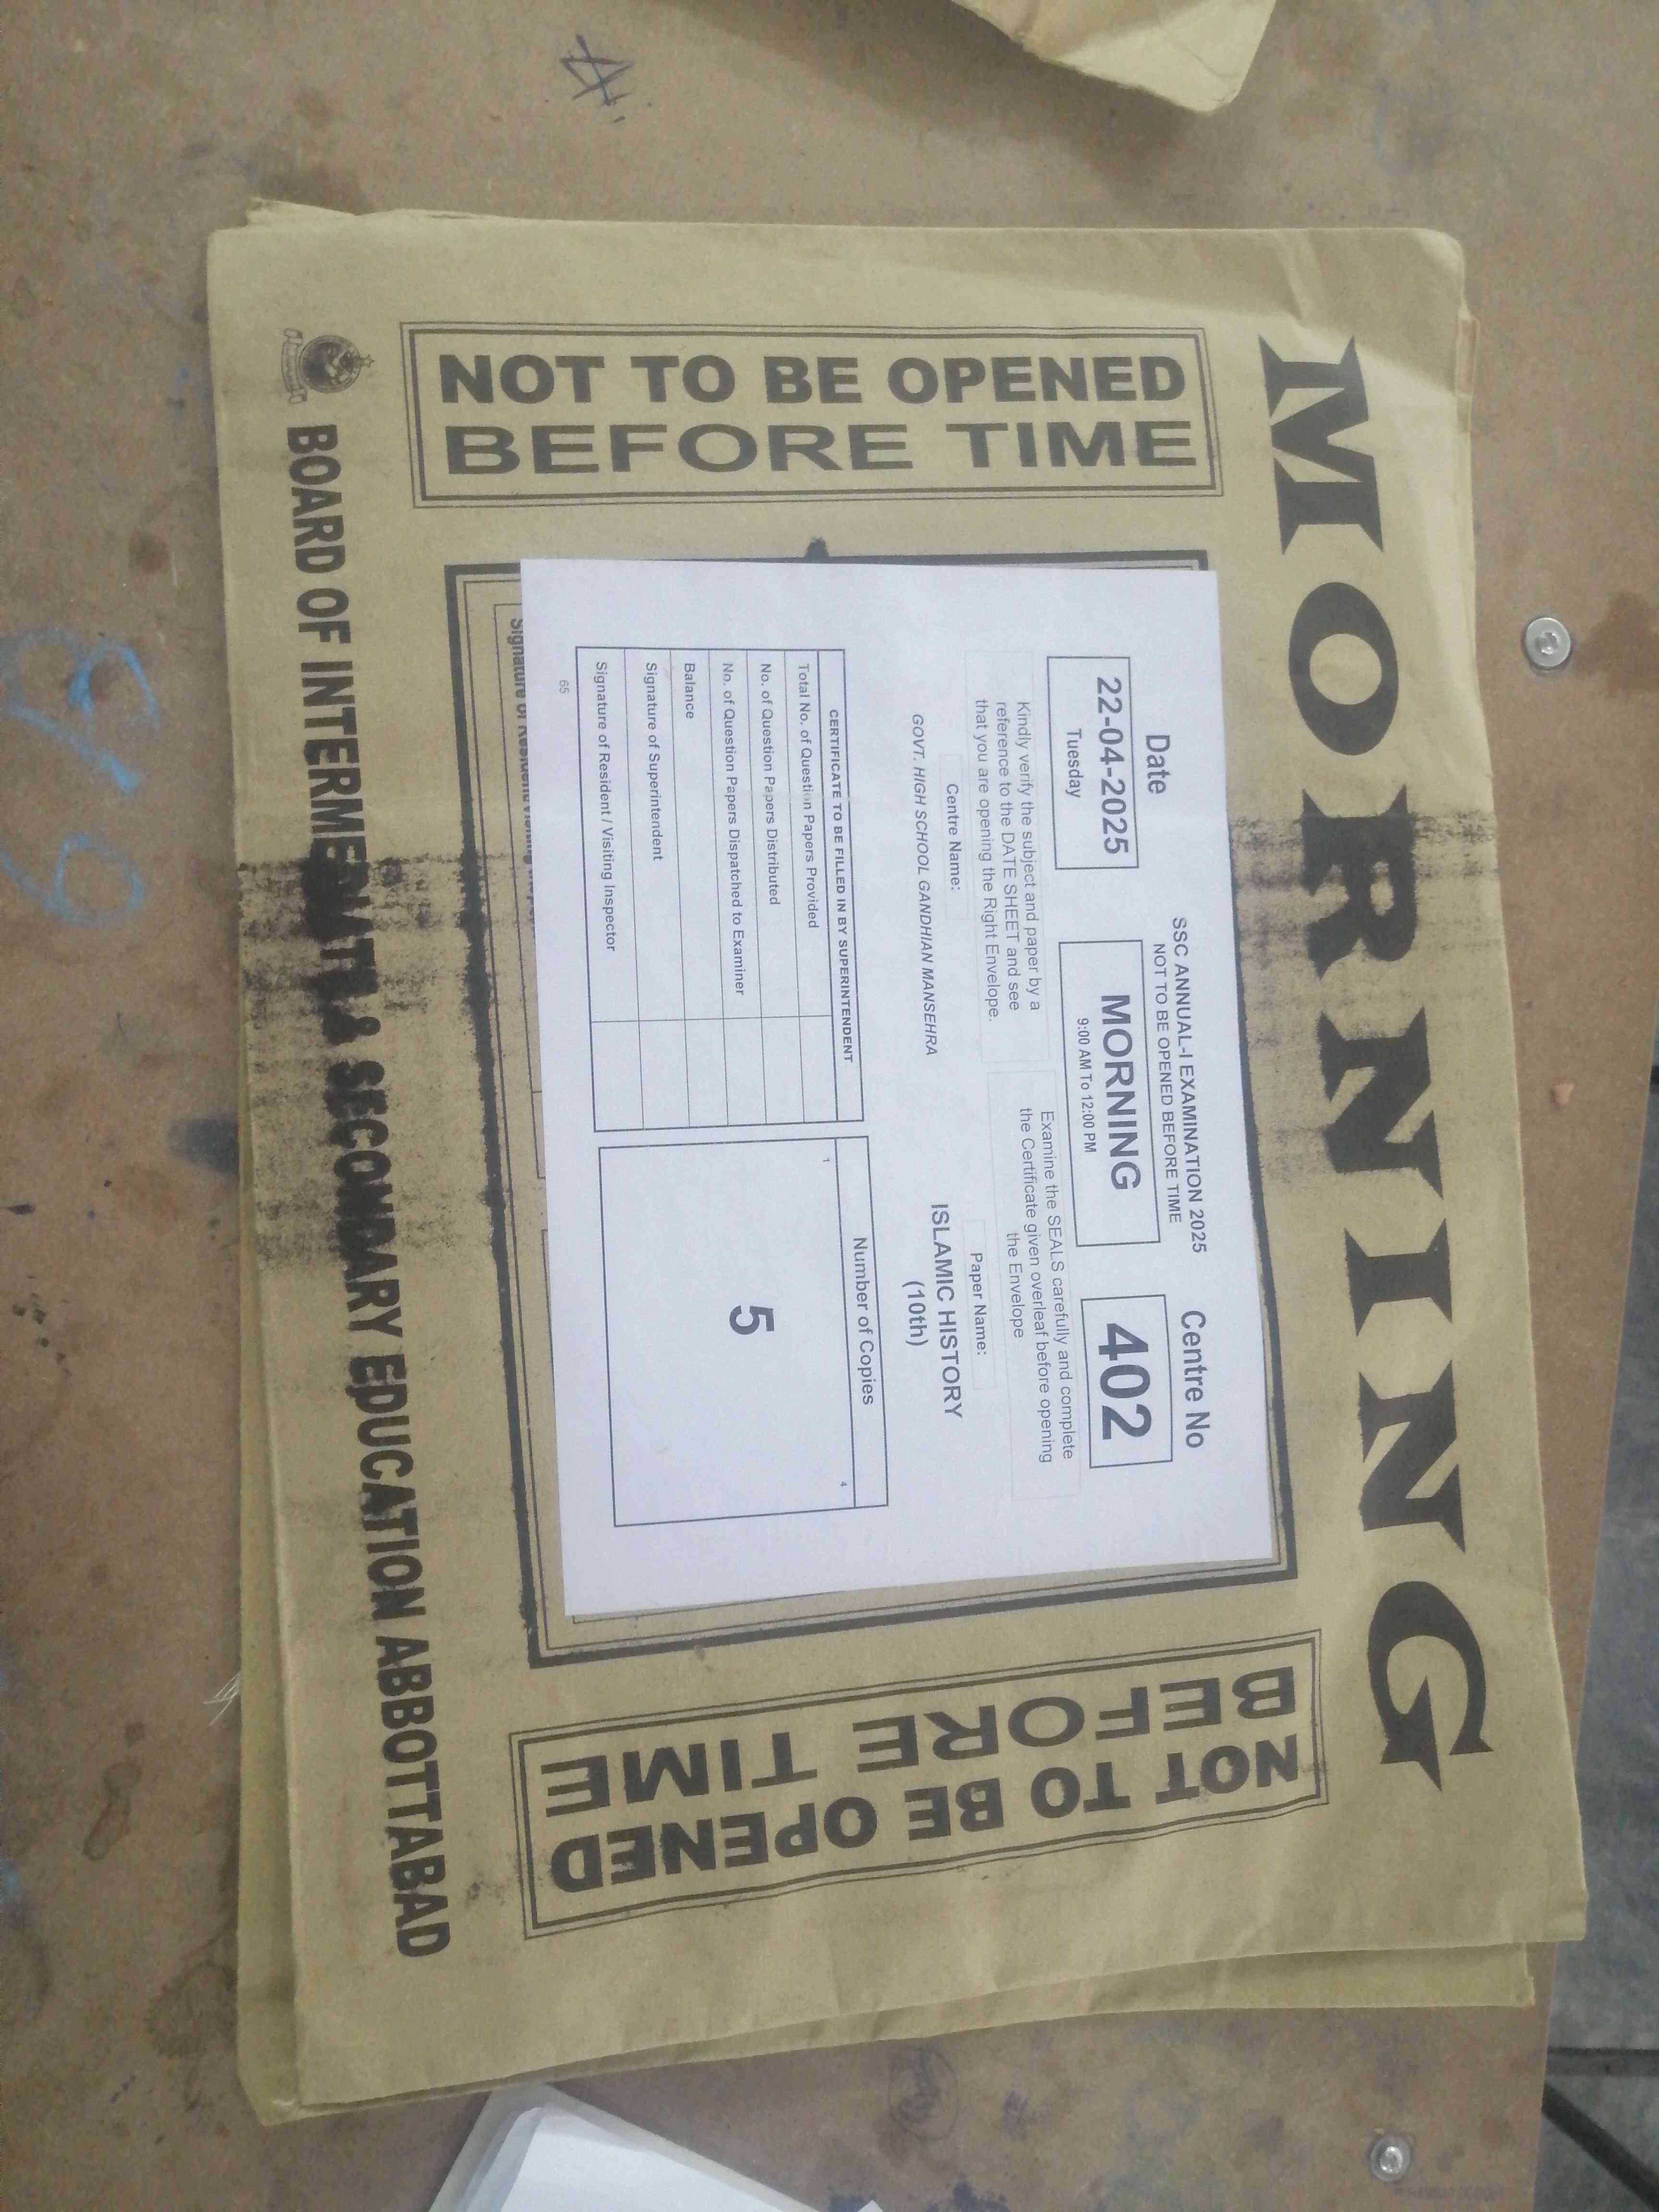 MORNING
NOT TO BE OPENED
BEFORE TIME
SSC ANNUAL-I EXAMINATION 2025
NOT TO BE OPENED BEFORE TIME
Date
22-04-2025
Tuesday
MORNING
9:00 AM To 12:00 PM
Centre No
402
Kindly verify the subject and paper by a
reference to the DATE SHEET and see
that you are opening the Right Envelope.
Examine the SEALS carefully and complete
the Certificate given overleaf before opening
the Envelope
Centre Name:
GOVT. HIGH SCHOOL GANDHIAN MANSEHRA
Paper Name:
ISLAMIC HISTORY
(10th)
CERTIFICATE TO BE FILLED IN BY SUPERINTENDENT
Total No. of Question Papers Provided
No. of Question Papers Distributed
No. of Question Papers Dispatched to Examiner
Balance
Signature of Superintendent
Signature of Resident / Visiting Inspector
65
Number of Copies
1
4
5
Signature of Resident/Visiting
NOT TO BE OPENED
BEFORE TIME
BOARD OF INTERMEDIATE & SECONDARY EDUCATION ABBOTTABAD